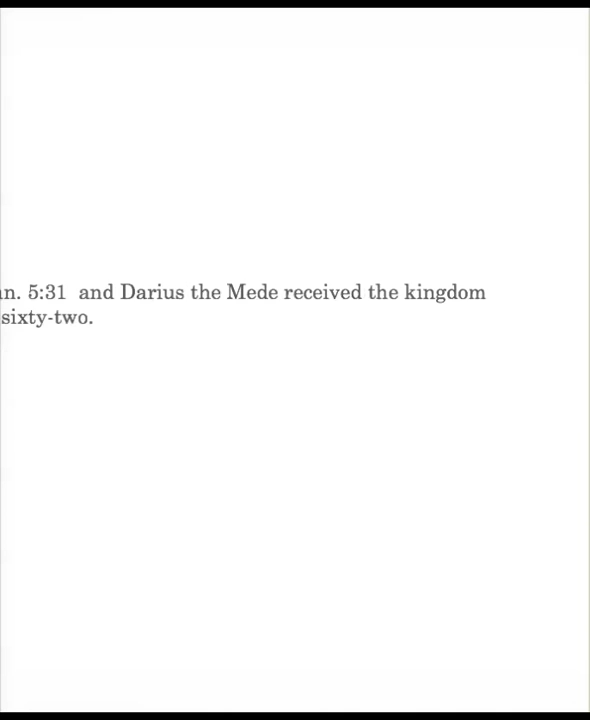 n. 5:31 and Darius the Mede received the kingdom
sixty-two.